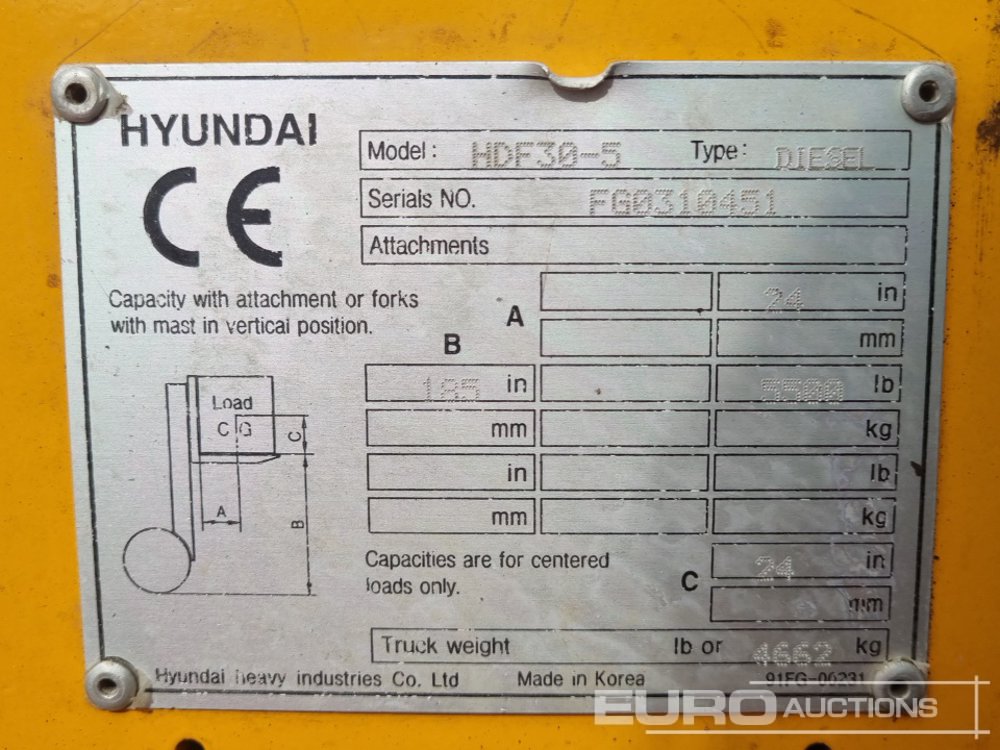 HYUNDAI
CE
Model: HDF30-5 Type: DIESEL
Serials NO. FG0310451
Attachments
Capacity with attachment or forks
with mast in vertical position.
A 24 in
mm
B
185 in 5500 lb
mm kg
in lb
mm kg
Load
C G
C
A
B
Capacities are for centered
loads only.
C 24 in
mm
Truck weight lb or 4662 kg
Hyundai heavy industries Co. Ltd Made in Korea 91FG-00231
EURO AUCTIONS